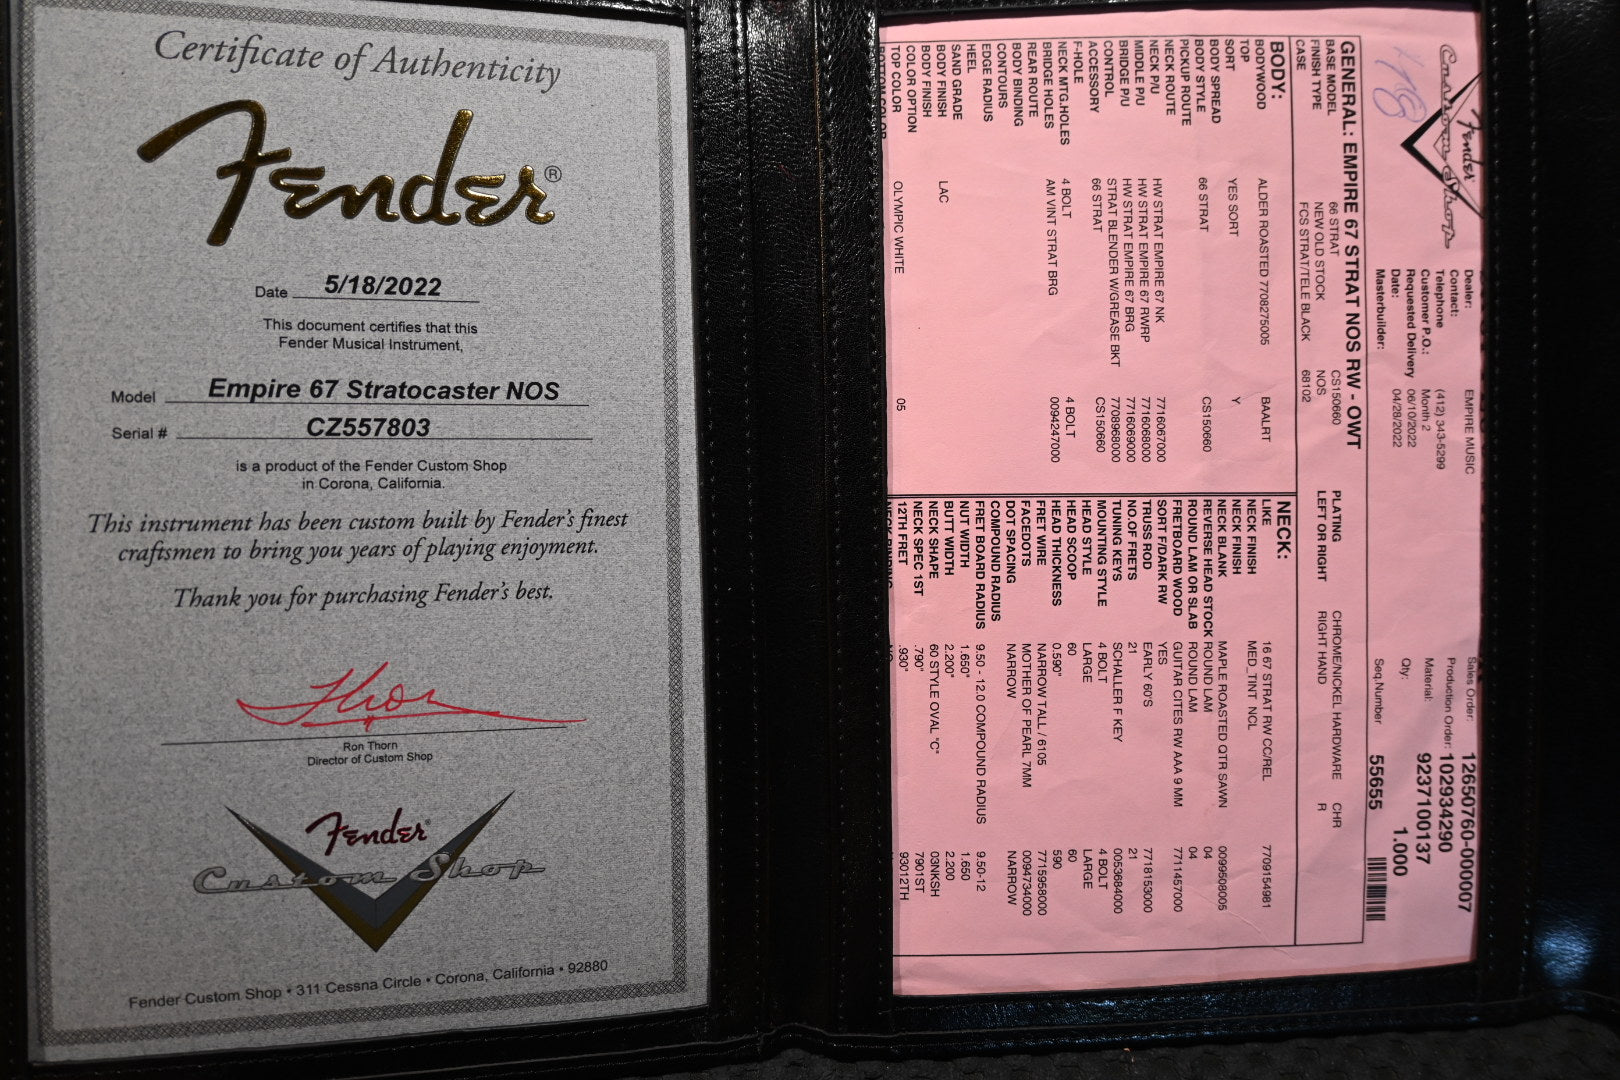 Certificate of Authenticity
Fender®
Date 5/18/2022
This document certifies that this
Fender Musical Instrument,
Model Empire 67 Stratocaster NOS
Serial # CZ557803
is a product of the Fender Custom Shop
in Corona, California.
This instrument has been custom built by Fender's finest
craftsmen to bring you years of playing enjoyment.
Thank you for purchasing Fender's best.
Thor
Ron Thorn
Director of Custom Shop
Fender®
Custom Shop
Fender Custom Shop • 311 Cessna Circle • Corona, California • 92880
Fender
Custom Shop
Dealer: EMPIRE MUSIC Sales Order: 126507760-000007
Contact: Production Order: 102934290
Telephone (412) 343-5299 Material: 9237100137
Customer P.O.: Month 2 Qty: 1.000
Requested Delivery 06/10/2022
Date: 04/28/2022
Masterbuilder: Seq.Number 55655
GENERAL: EMPIRE 67 STRAT NOS RW - OWT
BASE MODEL 66 STRAT CS150660 PLATING CHROME/NICKEL HARDWARE CHR
FINISH TYPE NEW OLD STOCK NOS LEFT OR RIGHT RIGHT HAND R
CASE FCS STRAT/TELE BLACK 68102
BODY:
BODYWOOD ALDER ROASTED 7708275005 BAALRT
TOP
SORT YES SORT Y
BODY SPREAD
BODY STYLE 66 STRAT CS150660
PICKUP ROUTE
NECK ROUTE
NECK P/U HW STRAT EMPIRE 67 NK 7716067000
MIDDLE P/U HW STRAT EMPIRE 67 RWRP 7716068000
BRIDGE P/U HW STRAT EMPIRE 67 BRG 7716069000
CONTROL STRAT BLENDER W/GREASE BKT 7708968000
ACCESSORY 66 STRAT CS150660
F-HOLE
NECK MTG.HOLES 4 BOLT 4 BOLT
BRIDGE HOLES AM VINT STRAT BRG 0094247000
REAR ROUTE
BODY BINDING
CONTOURS
EDGE RADIUS
HEEL
SAND GRADE
BODY FINISH LAC
BODY FINISH
COLOR OPTION
TOP COLOR OLYMPIC WHITE 05
BOTTOM COLOR
NECK:
LIKE 16 67 STRAT RW CC/REL 7709154981
NECK FINISH MED_TINT NCL
NECK FINISH
NECK BLANK MAPLE ROASTED QTR SAWN 0099508005
REVERSE HEAD STOCK ROUND LAM 04
ROUND LAM OR SLAB ROUND LAM 04
FRETBOARD WOOD GUITAR CITES RW AAA 9 MM 7711457000
SORT F/DARK RW YES
TRUSS ROD EARLY 60'S 7718153000
NO.OF FRETS 21 21
TUNING KEYS SCHALLER F KEY 0053684000
MOUNTING STYLE 4 BOLT 4 BOLT
HEAD STYLE LARGE LARGE
HEAD SCOOP 60 60
HEAD THICKNESS 0.590" 590
FRET WIRE NARROW TALL / 6105 7715958000
FACEDOTS MOTHER OF PEARL 7MM 0094734000
DOT SPACING NARROW NARROW
COMPOUND RADIUS
FRET BOARD RADIUS 9.50 - 12.0 COMPOUND RADIUS 9.50-12
NUT WIDTH 1.650" 1.650
BUTT WIDTH 2.200" 2.200
NECK SHAPE 60 STYLE OVAL "C" 03NKSH
NECK SPEC 1ST .790" 7901ST
12TH FRET .930" 93012TH
NECK BINDING NO